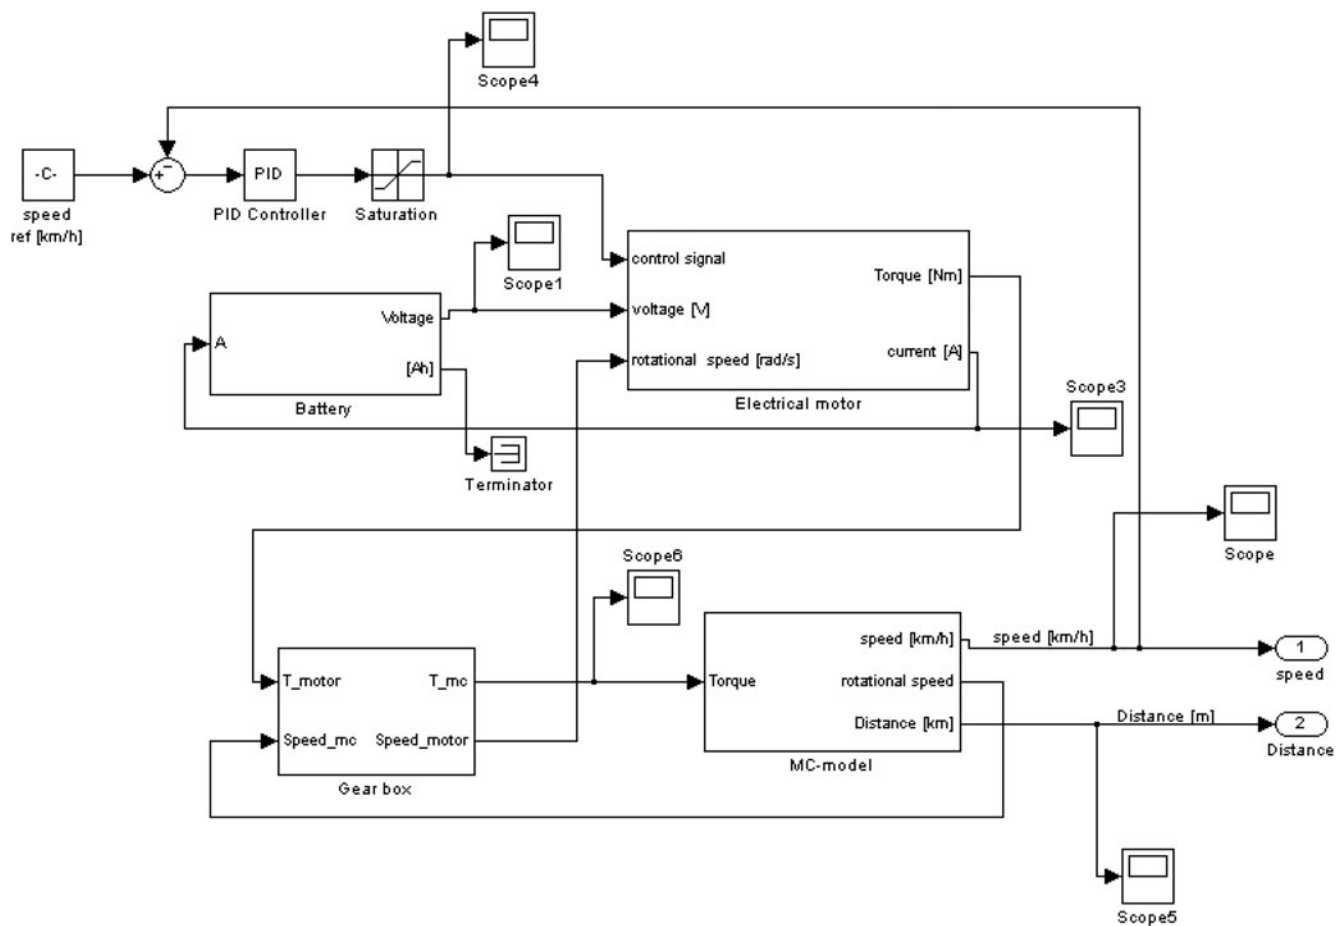 Scope4
-C-
speed
ref [km/h]
+
−
PID
PID Controller
Saturation
Scope1
control signal
voltage [V]
rotational speed [rad/s]
Torque [Nm]
current [A]
Electrical motor
A
Voltage
[Ah]
Battery
Terminator
Scope3
Scope
Scope6
T_motor
Speed_mc
T_mc
Speed_motor
Gear box
Torque
speed [km/h]
rotational speed
Distance [km]
MC-model
speed [km/h]
1
speed
Distance [m]
2
Distance
Scope5